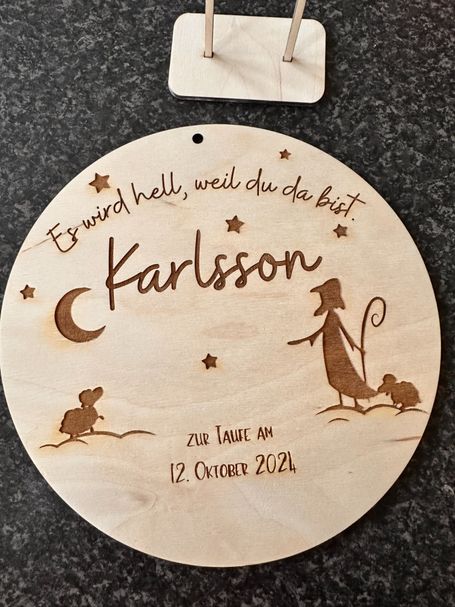 Es wird hell, weil du da bist.
Karlsson
zur Taufe am
12. Oktober 2024